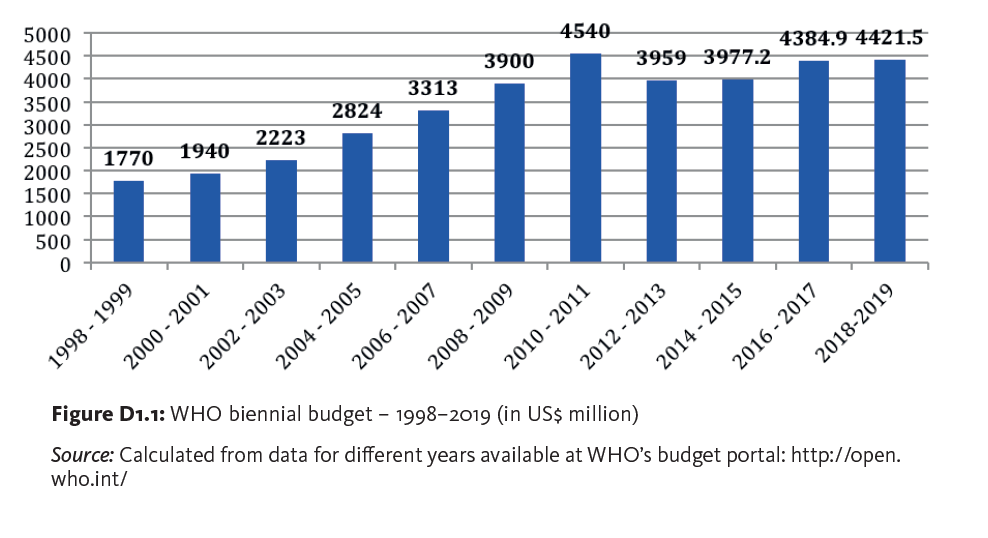 5000
4500
4000
3500
3000
2500
2000
1500
1000
500
0
1770
1940
2223
2824
3313
3900
4540
3959
3977.2
4384.9
4421.5
1998 - 1999
2000 - 2001
2002 - 2003
2004 - 2005
2006 - 2007
2008 - 2009
2010 - 2011
2012 - 2013
2014 - 2015
2016 - 2017
2018-2019
Figure D1.1: WHO biennial budget – 1998–2019 (in US$ million)
Source: Calculated from data for different years available at WHO’s budget portal: http://open.
who.int/